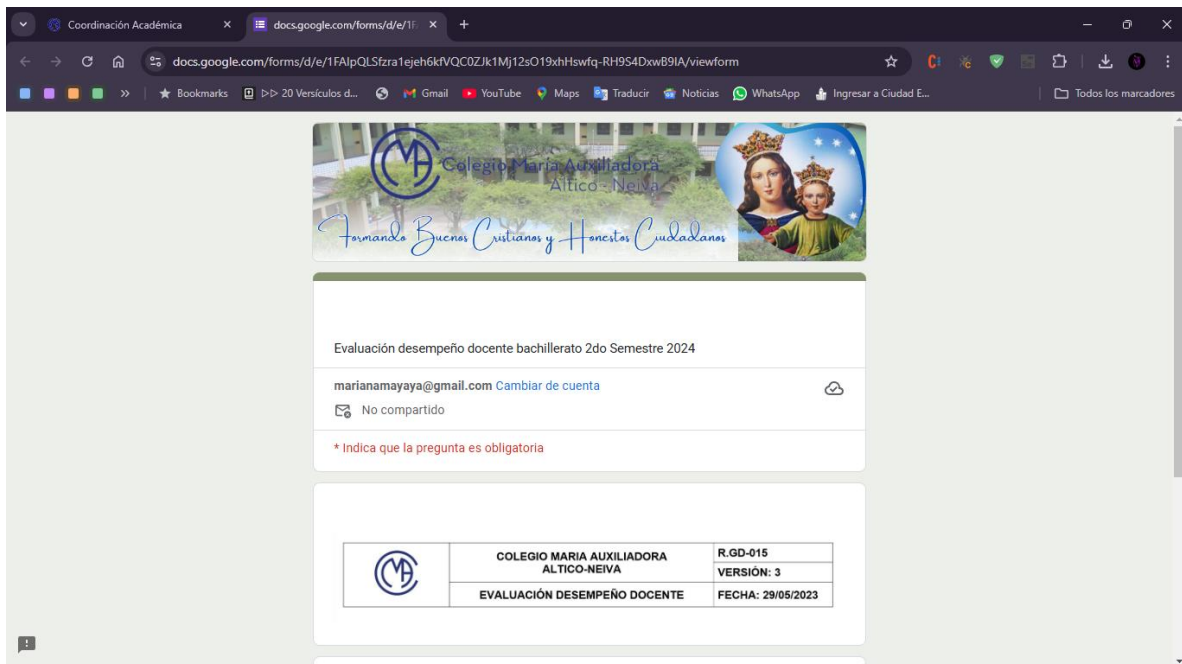 Coordinación Académica
docs.google.com/forms/d/e/1F
docs.google.com/forms/d/e/1FAIpQLSfzra1ejeh6kfVQC0ZJk1Mj12sO19xhHswfq-RH9S4DxwB9IA/viewform
Bookmarks ▷▷ 20 Versículos d... Gmail YouTube Maps Traducir Noticias WhatsApp Ingresar a Ciudad E... Todos los marcadores
Colegio María Auxiliadora
Altico - Neiva
Formando Buenos Cristianos y Honestos Ciudadanos
Evaluación desempeño docente bachillerato 2do Semestre 2024
marianamayaya@gmail.com Cambiar de cuenta
No compartido
* Indica que la pregunta es obligatoria
COLEGIO MARIA AUXILIADORA
ALTICO-NEIVA
R.GD-015
VERSIÓN: 3
EVALUACIÓN DESEMPEÑO DOCENTE
FECHA: 29/05/2023